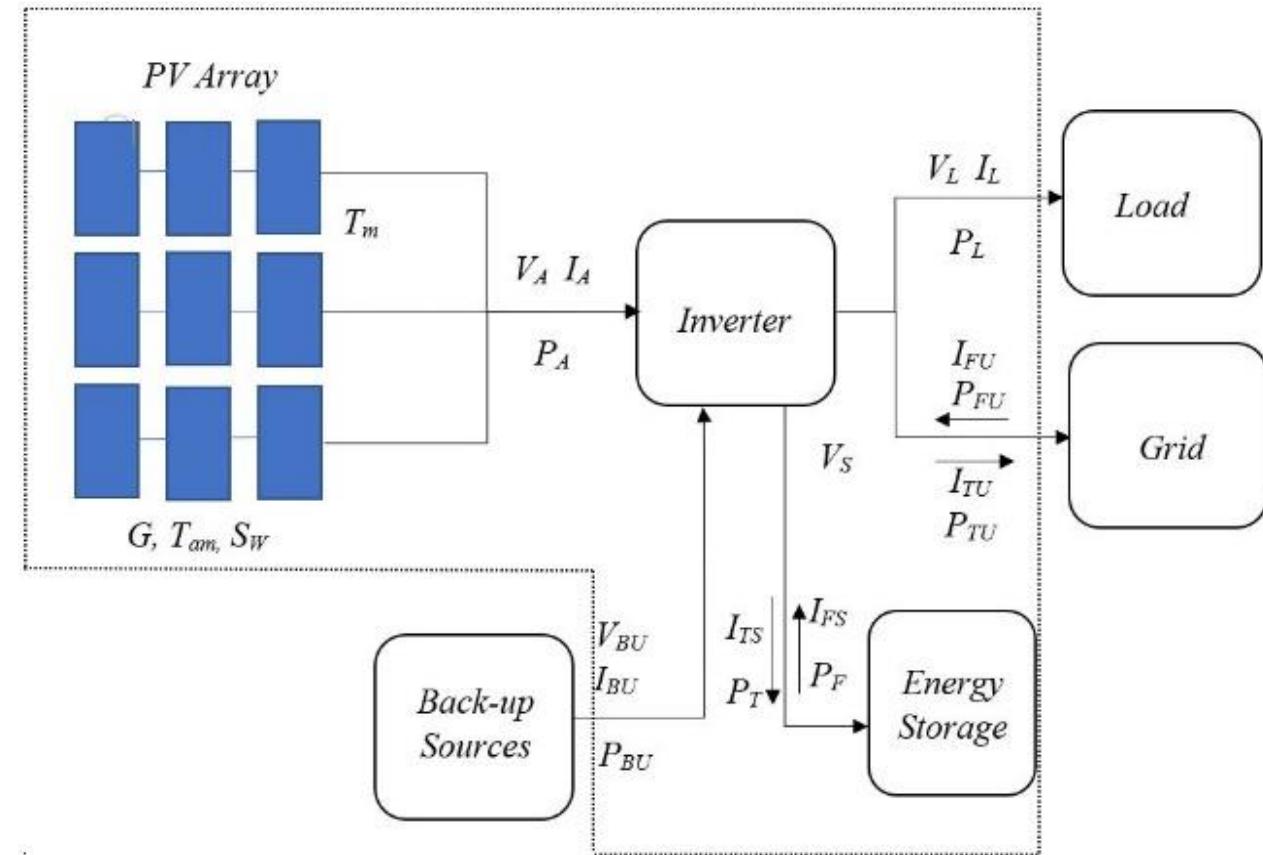 PV Array
T_m
G, T_am, S_W
V_A I_A
P_A
Inverter
V_L I_L
P_L
Load
I_FU
P_FU
I_TU
P_TU
Grid
V_S
V_BU
I_BU
P_BU
Back-up
Sources
I_TS
P_T
I_FS
P_F
Energy
Storage